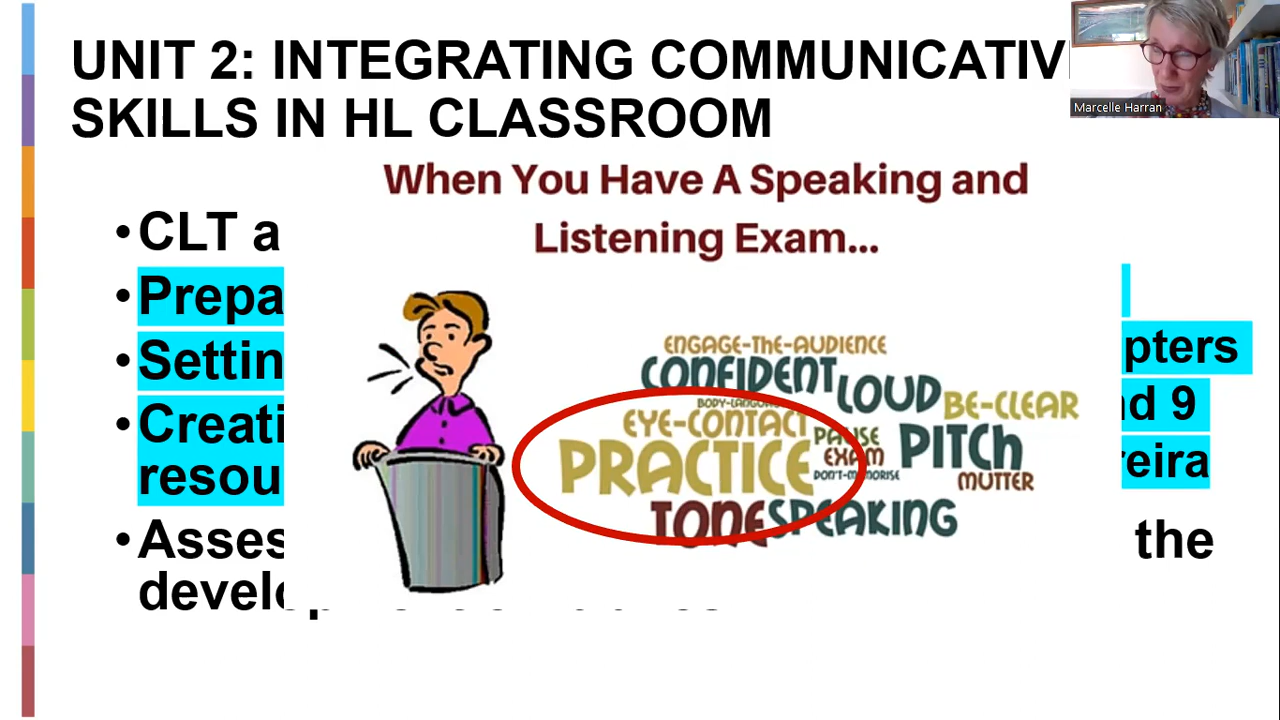 UNIT 2: INTEGRATING COMMUNICATIV
SKILLS IN HL CLASSROOM
Marcelle Harran
When You Have A Speaking and
Listening Exam...
•CLT a
•Prepa
•Settin
pters
•Creati
d 9
resou
reira
•Asses
the
devel
ENGAGE-THE-AUDIENCE
CONFIDENT
LOUD
BE-CLEAR
EYE-CONTACT
PAUSE
PRACTICE
EXAM
PITCH
DON'T-MEMORISE
MUTTER
TONE
SPEAKING